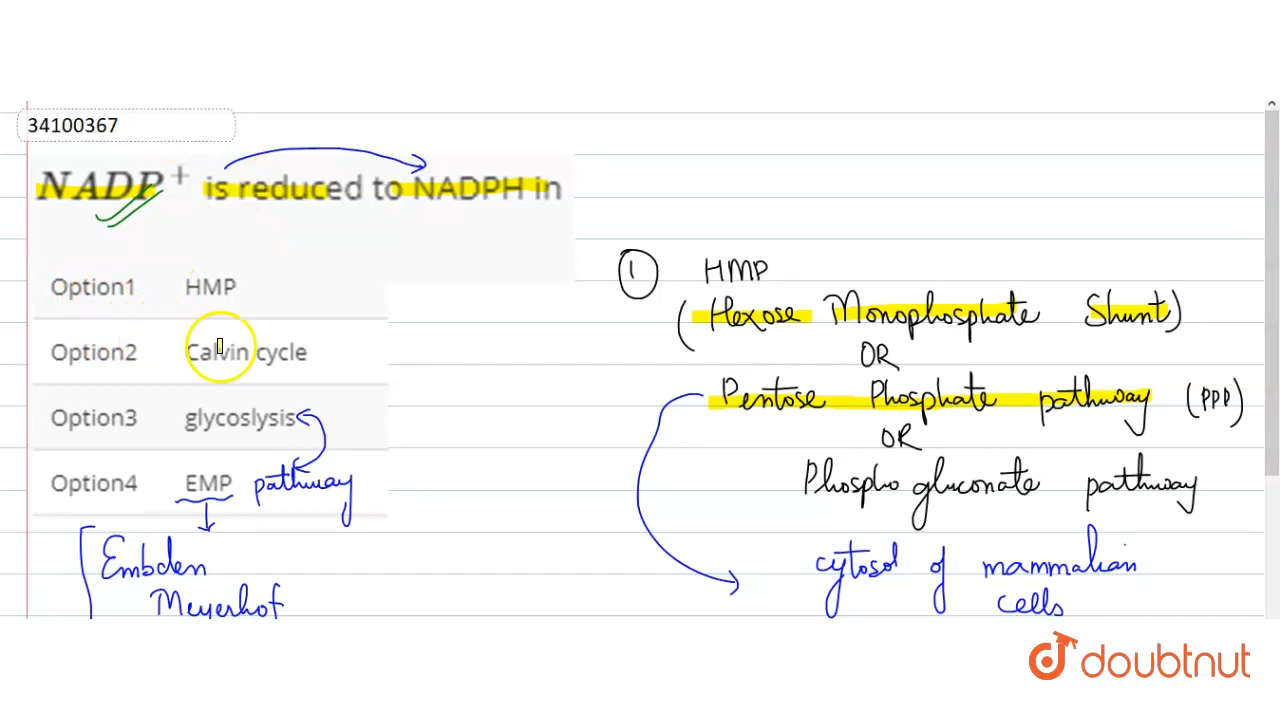 34100367
NADP+ is reduced to NADPH in
Option1 HMP
Option2 Calvin cycle
Option3 glycoslysis
Option4 EMP pathway
Embden
Meyerhof
1 HMP
(Hexose Monophosphate Shunt)
OR
Pentose Phosphate pathway (PPP)
OR
Phospho gluconate pathway
cytosol of mammalian
cells
doubtnut